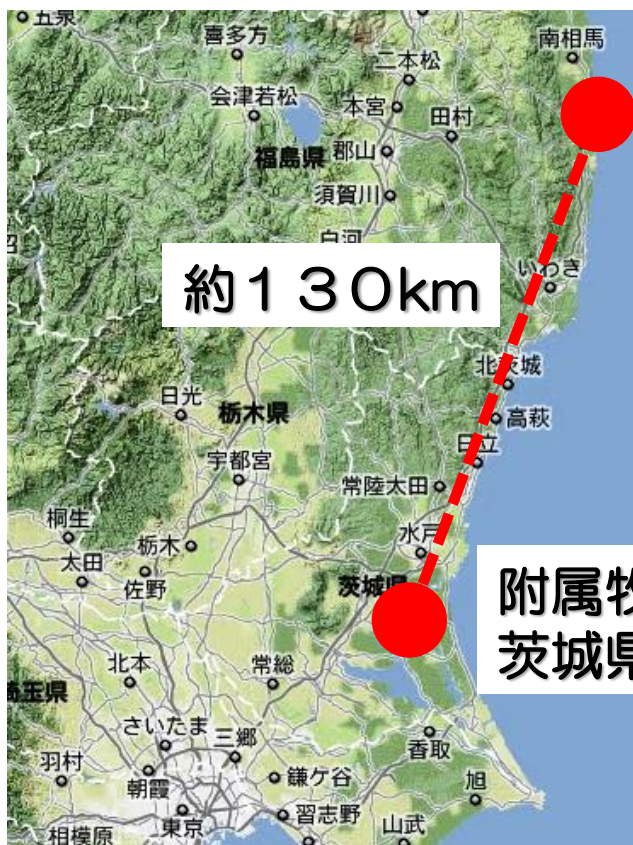 五泉
喜多方
南相馬
二本松
会津若松
本宮
田村
福島県
郡山
須賀川
白河
約１３０km
いわき
北茨城
高萩
日光
栃木県
日立
宇都宮
常陸太田
桐生
水戸
栃木
太田
佐野
茨城県
附属牧
茨城県
北本
常総
埼玉県
さいたま
三郷
香取
羽村
朝霞
鎌ケ谷
旭
東京
習志野
山武
相模原